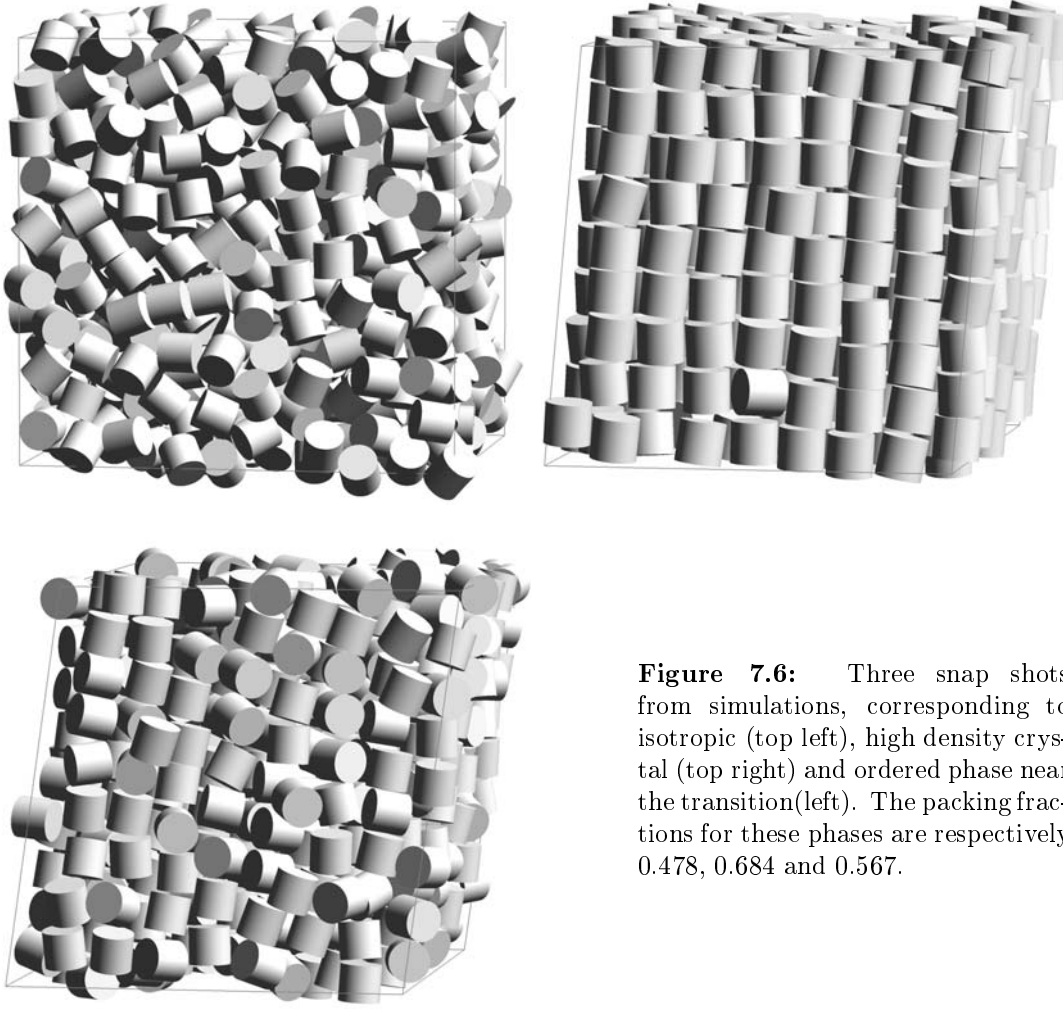 Figure 7.6: Three snap shots
from simulations, corresponding to
isotropic (top left), high density crys-
tal (top right) and ordered phase near
the transition(left). The packing frac-
tions for these phases are respectively
0.478, 0.684 and 0.567.